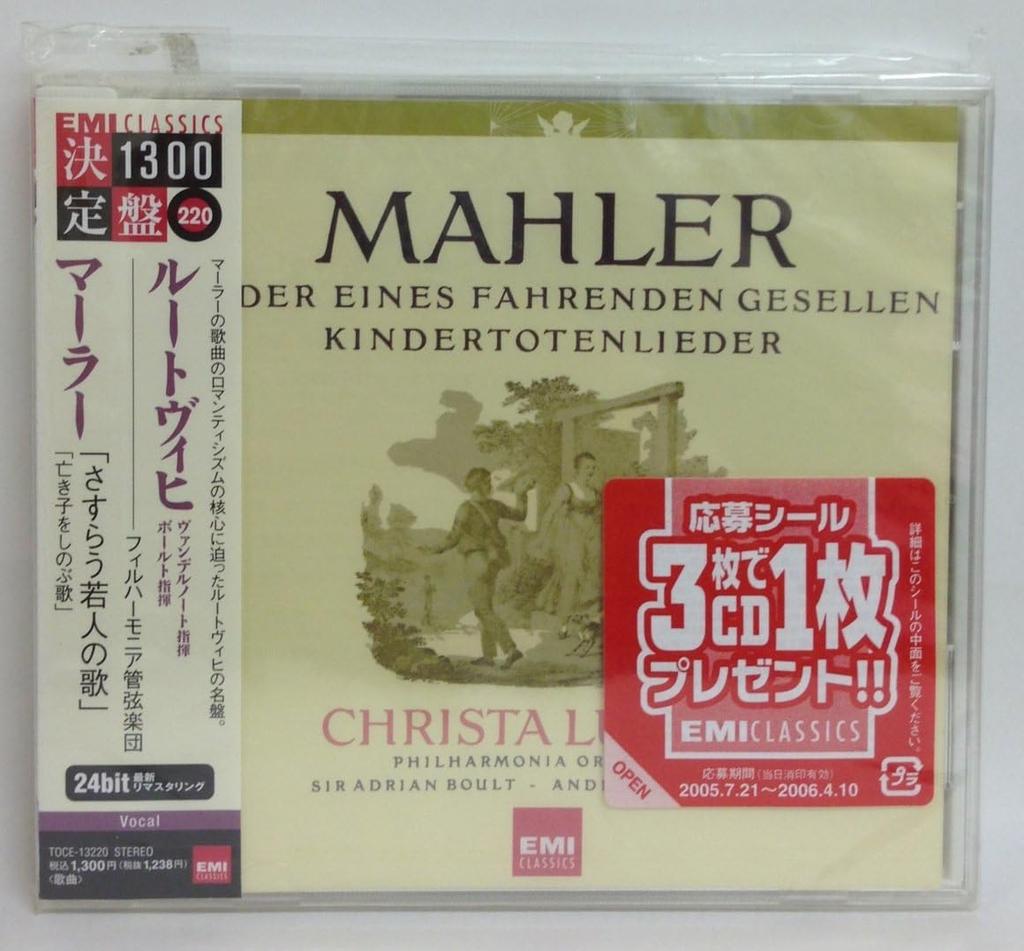 EMI CLASSICS
決定盤
1300
220
マーラーの歌曲のロマンティシズムの核心に迫ったルートヴィヒの名盤。
ルートヴィヒ
ヴァンデルノート指揮
ボールト指揮
フィルハーモニア管弦楽団
マーラー
「さすらう若人の歌」
「亡き子をしのぶ歌」
24bit 最新リマスタリング
Vocal
TOCE-13220 STEREO
税込1,300円(税抜1,238円)
〈歌曲〉
EMI
CLASSICS
MAHLER
DER EINES FAHRENDEN GESELLEN
KINDERTOTENLIEDER
CHRISTA
PHILHARMONIA
SIR ADRIAN BOULT -
EMI
CLASSICS
応募シール
3枚でCD1枚
プレゼント!!
EMI CLASSICS
詳細はこのシールの中面をご覧ください。
OPEN
応募期間(当日消印有効)
2005.7.21〜2006.4.10
プラ